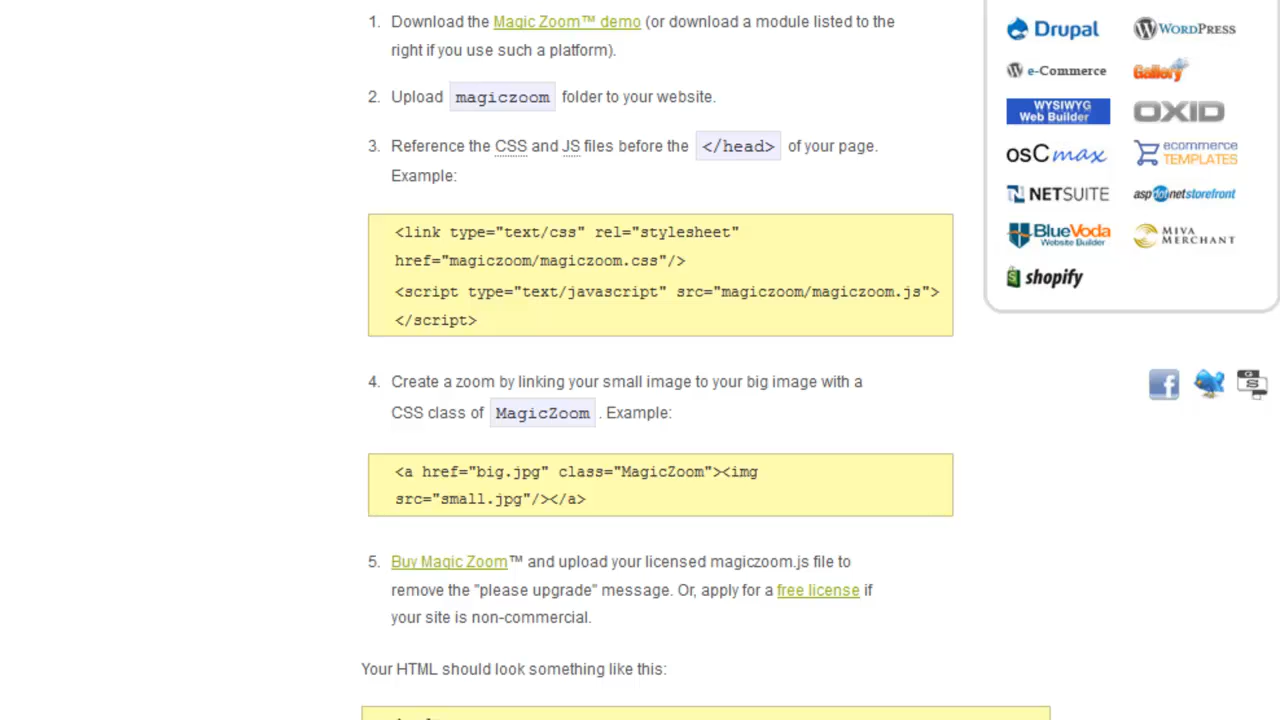 1. Download the Magic Zoom™ demo (or download a module listed to the
right if you use such a platform).
2. Upload magiczoom folder to your website.
3. Reference the CSS and JS files before the </head> of your page.
Example:
<link type="text/css" rel="stylesheet"
href="magiczoom/magiczoom.css"/>
<script type="text/javascript" src="magiczoom/magiczoom.js">
</script>
4. Create a zoom by linking your small image to your big image with a
CSS class of MagicZoom . Example:
<a href="big.jpg" class="MagicZoom"><img
src="small.jpg"/></a>
5. Buy Magic Zoom™ and upload your licensed magiczoom.js file to
remove the "please upgrade" message. Or, apply for a free license if
your site is non-commercial.
Your HTML should look something like this:
Drupal
WORDPRESS
e-Commerce
Gallery
WYSIWYG
Web Builder
OXID
osCmax
ecommerce
TEMPLATES
NETSUITE
aspdotnetstorefront
BlueVoda
Website Builder
MIVA
MERCHANT
shopify